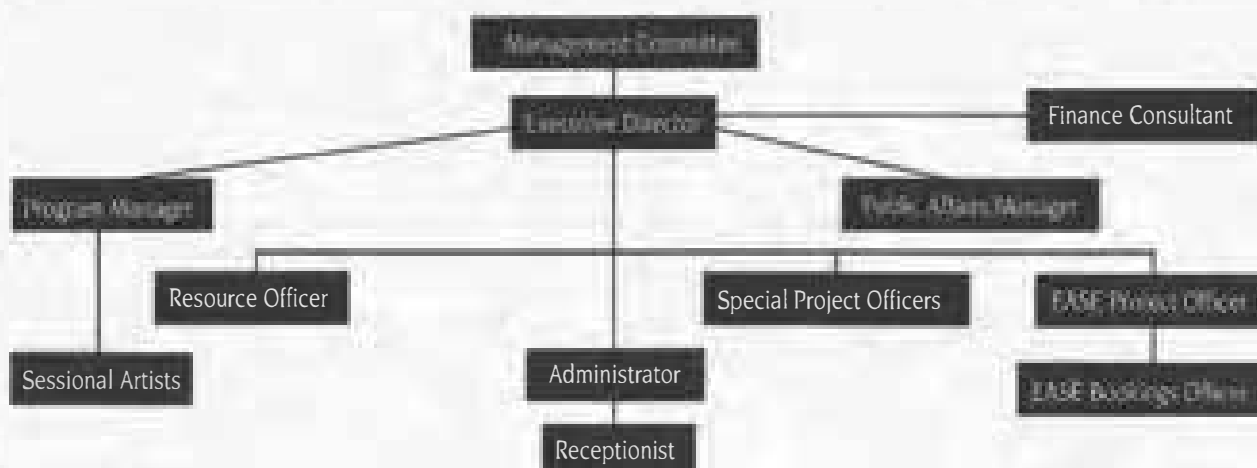 Management Committee
Executive Director
Finance Consultant
Program Manager
Public Affairs Manager
Resource Officer
Special Project Officers
EASE Project Officer
Sessional Artists
Administrator
EASE Bookings Officer
Receptionist